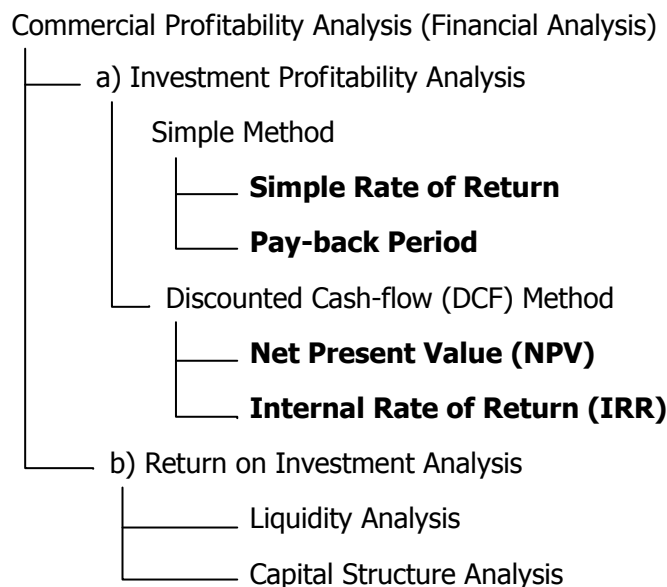 Commercial Profitability Analysis (Financial Analysis)
a) Investment Profitability Analysis
Simple Method
Simple Rate of Return
Pay-back Period
Discounted Cash-flow (DCF) Method
Net Present Value (NPV)
Internal Rate of Return (IRR)
b) Return on Investment Analysis
Liquidity Analysis
Capital Structure Analysis